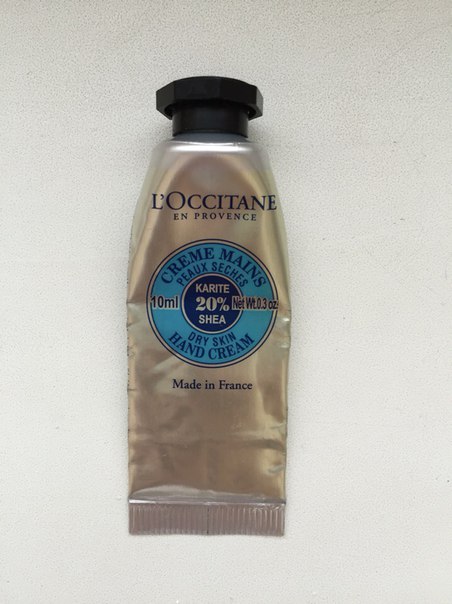 L'OCCITANE
EN PROVENCE
CREME MAINS
PEAUX SECHES
KARITE
10ml 20% Net Wt.0.3 oz
SHEA
DRY SKIN
HAND CREAM
Made in France